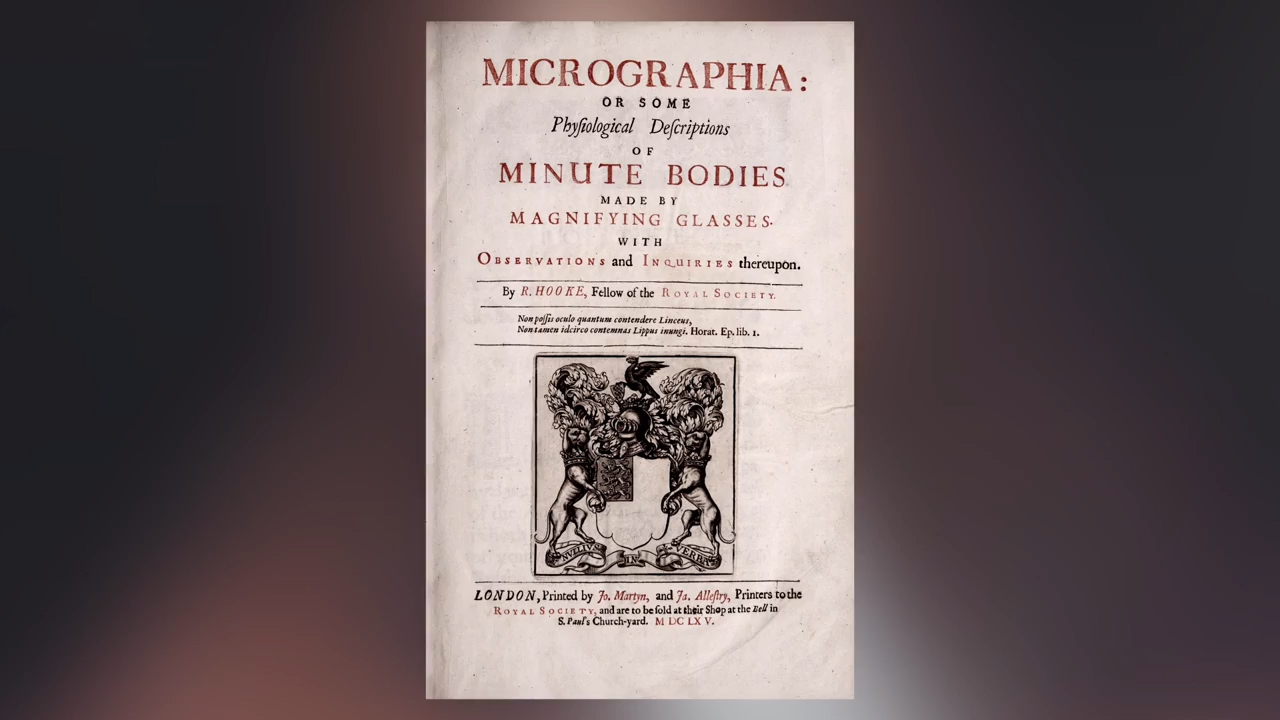 MICROGRAPHIA:
OR SOME
Phyſiological Deſcriptions
OF
MINUTE BODIES
MADE BY
MAGNIFYING GLASSES.
WITH
OBSERVATIONS and INQUIRIES thereupon.
By R. HOOKE, Fellow of the ROYAL SOCIETY.
Non poſſis oculo quantum contendere Linceus,
Non tamen idcirco contemnas Lippus inungi. Horat. Ep. lib. 1.
NVLLIVS IN VERBA
LONDON, Printed by Jo. Martyn, and Ja. Alleſtry, Printers to the
ROYAL SOCIETY, and are to be ſold at their Shop at the Bell in
S. Paul's Church-yard. M DC LX V.